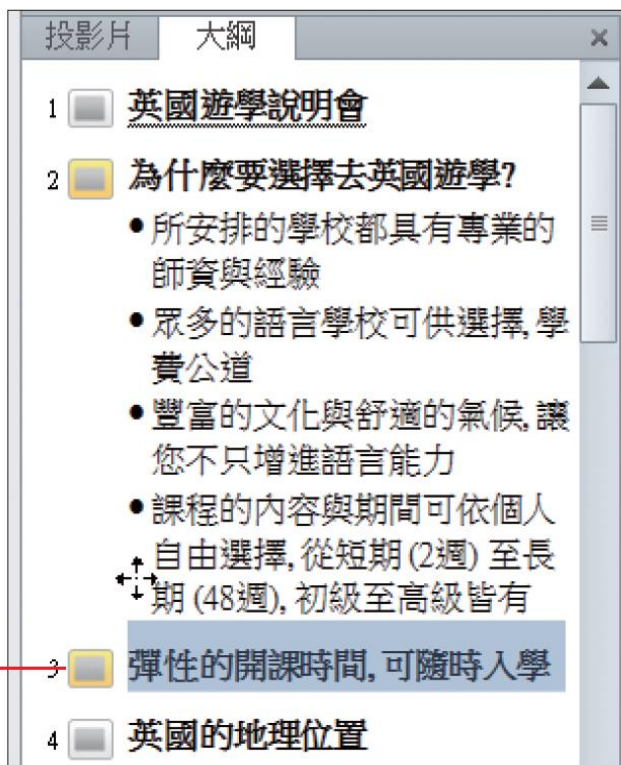 投影片 大綱
1 英國遊學說明會
2 為什麼要選擇去英國遊學?
• 所安排的學校都具有專業的
師資與經驗
• 眾多的語言學校可供選擇, 學
費公道
• 豐富的文化與舒適的氣候, 讓
您不只增進語言能力
• 課程的內容與期間可依個人
自由選擇, 從短期 (2週) 至長
期 (48週), 初級至高級皆有
3 彈性的開課時間, 可隨時入學
4 英國的地理位置